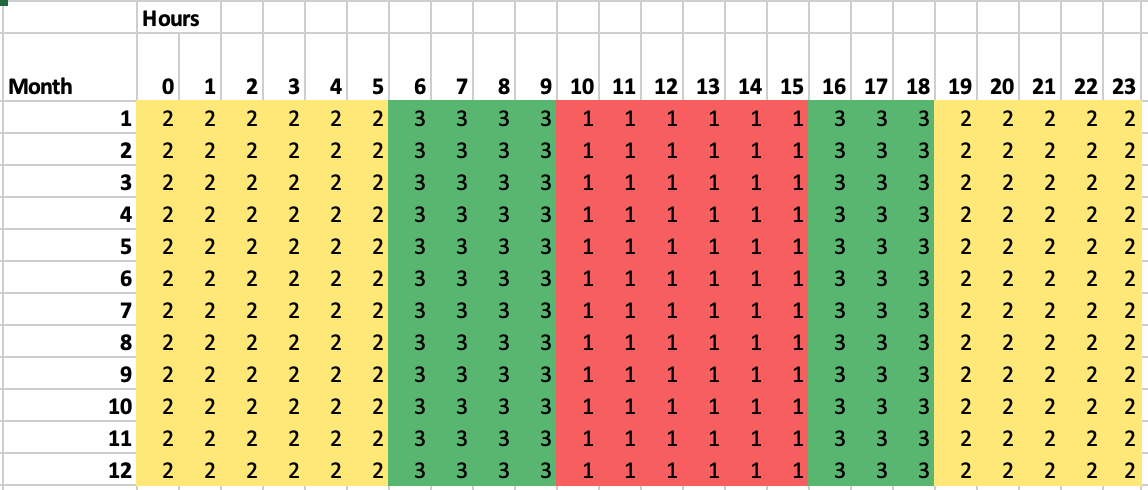 Hours
Month 0 1 2 3 4 5 6 7 8 9 10 11 12 13 14 15 16 17 18 19 20 21 22 23
1 2 2 2 2 2 2 3 3 3 3 1 1 1 1 1 1 3 3 3 2 2 2 2 2
2 2 2 2 2 2 2 3 3 3 3 1 1 1 1 1 1 3 3 3 2 2 2 2 2
3 2 2 2 2 2 2 3 3 3 3 1 1 1 1 1 1 3 3 3 2 2 2 2 2
4 2 2 2 2 2 2 3 3 3 3 1 1 1 1 1 1 3 3 3 2 2 2 2 2
5 2 2 2 2 2 2 3 3 3 3 1 1 1 1 1 1 3 3 3 2 2 2 2 2
6 2 2 2 2 2 2 3 3 3 3 1 1 1 1 1 1 3 3 3 2 2 2 2 2
7 2 2 2 2 2 2 3 3 3 3 1 1 1 1 1 1 3 3 3 2 2 2 2 2
8 2 2 2 2 2 2 3 3 3 3 1 1 1 1 1 1 3 3 3 2 2 2 2 2
9 2 2 2 2 2 2 3 3 3 3 1 1 1 1 1 1 3 3 3 2 2 2 2 2
10 2 2 2 2 2 2 3 3 3 3 1 1 1 1 1 1 3 3 3 2 2 2 2 2
11 2 2 2 2 2 2 3 3 3 3 1 1 1 1 1 1 3 3 3 2 2 2 2 2
12 2 2 2 2 2 2 3 3 3 3 1 1 1 1 1 1 3 3 3 2 2 2 2 2